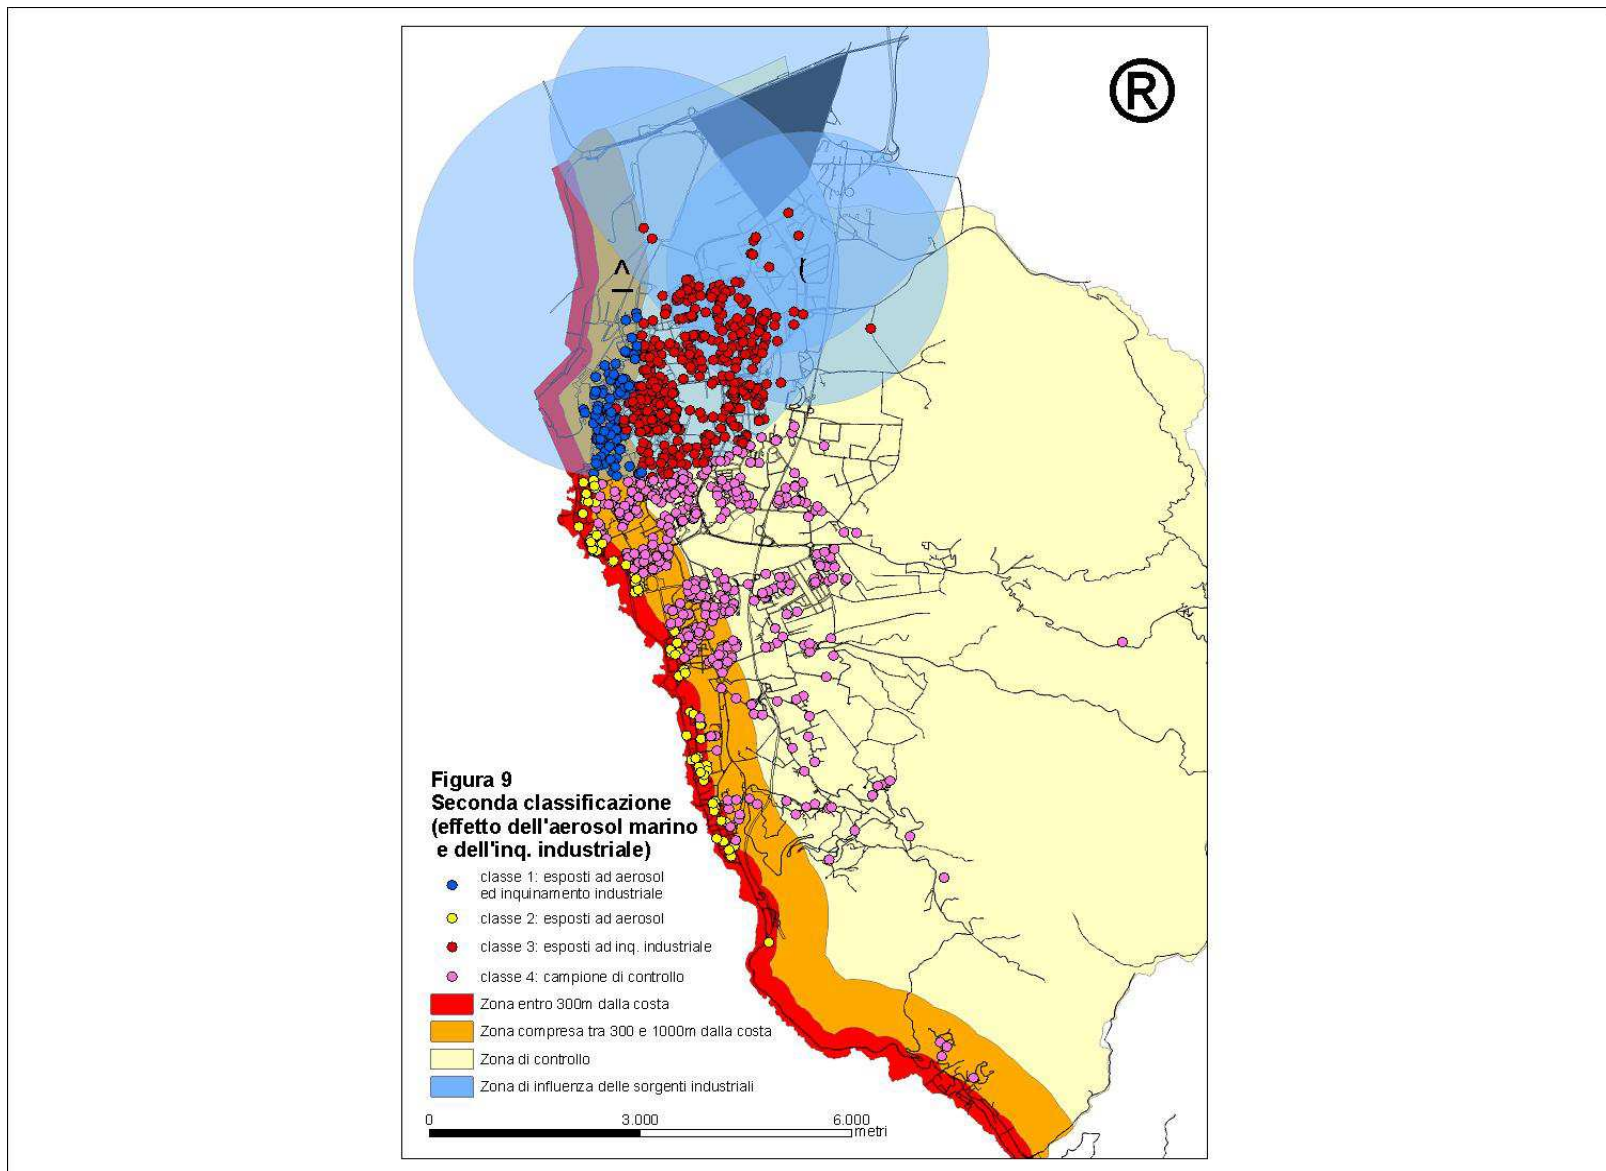 ®
Figura 9
Seconda classificazione
(effetto dell'aerosol marino
e dell'inq. industriale)
classe 1: esposti ad aerosol
ed inquinamento industriale
classe 2: esposti ad aerosol
classe 3: esposti ad inq. industriale
classe 4: campione di controllo
Zona entro 300m dalla costa
Zona compresa tra 300 e 1000m dalla costa
Zona di controllo
Zona di influenza delle sorgenti industriali
0 3.000 6.000
metri